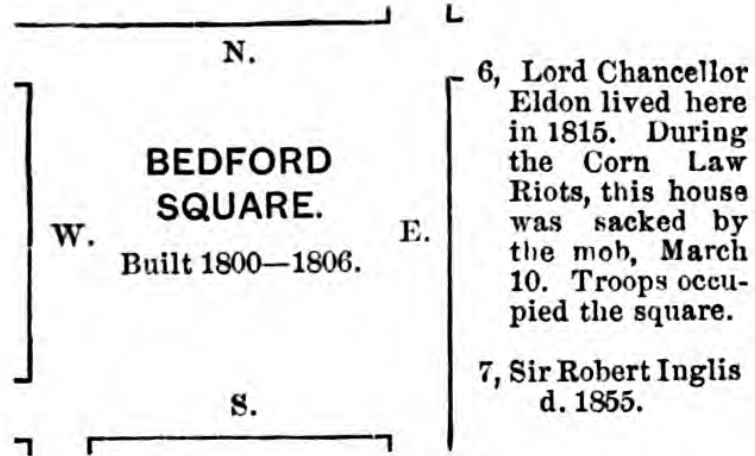 N.
BEDFORD
SQUARE.
W.
E.
Built 1800—1806.
S.
6, Lord Chancellor
Eldon lived here
in 1815. During
the Corn Law
Riots, this house
was sacked by
the mob, March
10. Troops occu-
pied the square.
7, Sir Robert Inglis
d. 1855.